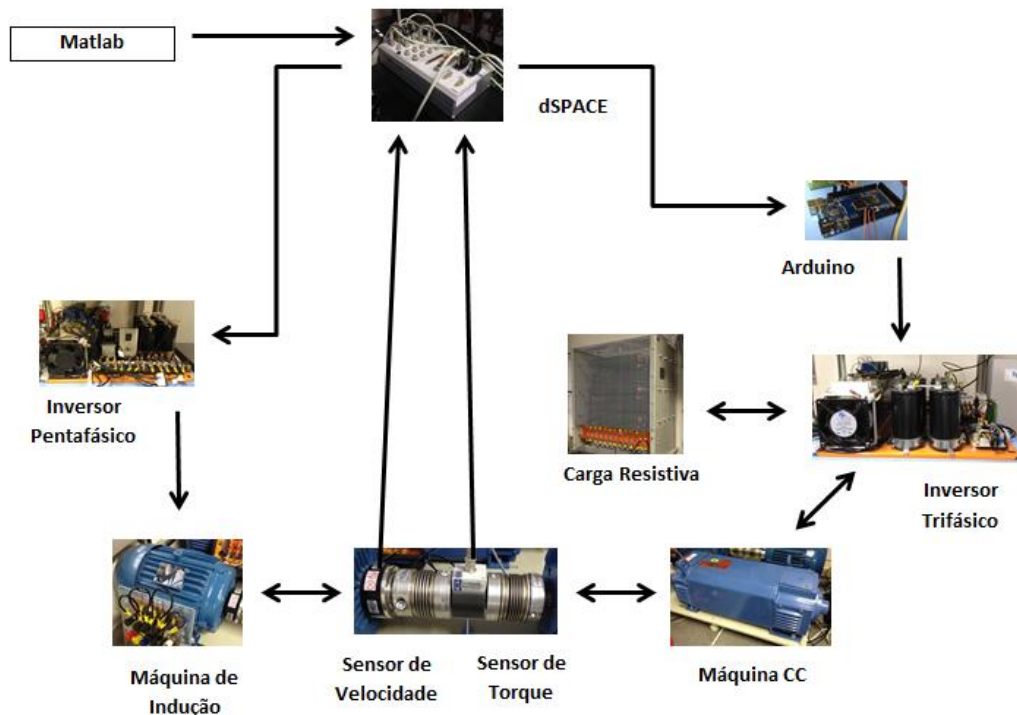 Matlab
dSPACE
Arduino
Inversor
Pentafásico
Carga Resistiva
Inversor
Trifásico
Máquina de
Indução
Sensor de
Velocidade
Sensor de
Torque
Máquina CC